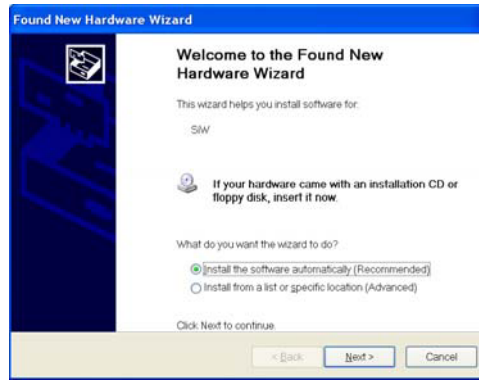 Found New Hardware Wizard
Welcome to the Found New
Hardware Wizard
This wizard helps you install software for:
SIW
If your hardware came with an installation CD or
floppy disk, insert it now.
What do you want the wizard to do?
Install the software automatically (Recommended)
Install from a list or specific location (Advanced)
Click Next to continue.
< Back
Next >
Cancel